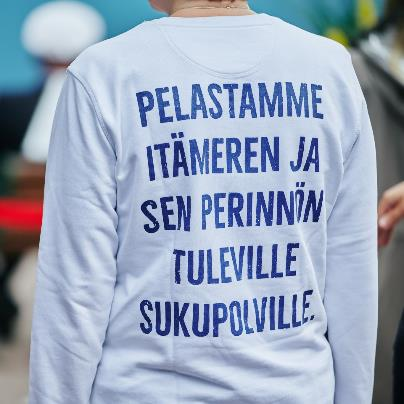 PELASTAMME
ITÄMEREN JA
SEN PERINNÖN
TULEVILLE
SUKUPOLVILLE.